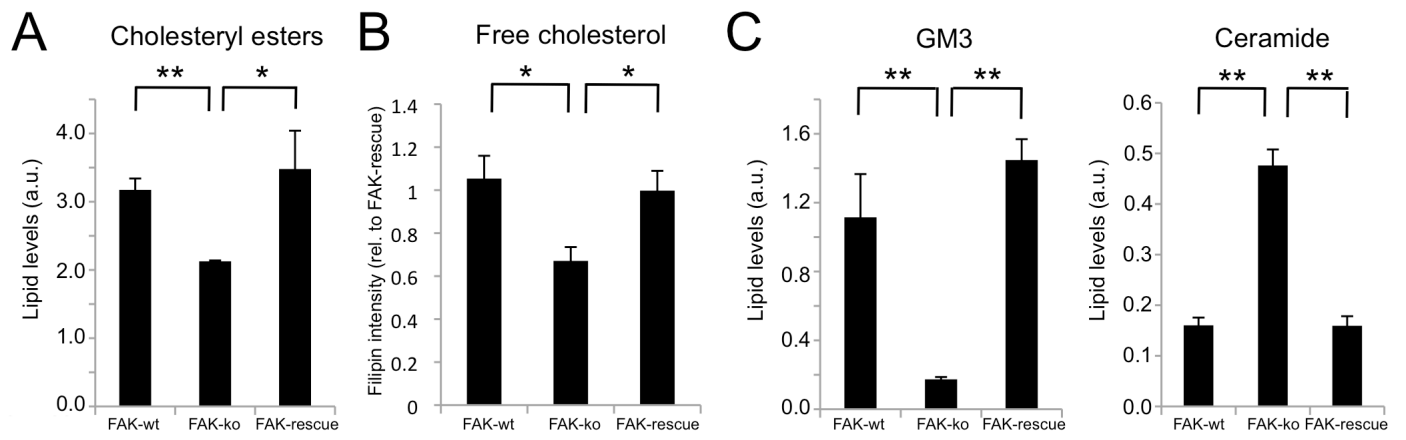 A
Cholesteryl esters
** *
Lipid levels (a.u.)
4.0
3.0
2.0
1.0
0.0
FAK-wt FAK-ko FAK-rescue
B
Free cholesterol
* *
Filipin intensity (rel. to FAK-rescue)
1.4
1.2
1
0.8
0.6
0.4
0.2
0
FAK-wt FAK-ko FAK-rescue
C
GM3
** **
Lipid levels (a.u.)
1.6
1.2
0.8
0.4
0.0
FAK-wt FAK-ko FAK-rescue
Ceramide
** **
Lipid levels (a.u.)
0.6
0.5
0.4
0.3
0.2
0.1
0.0
FAK-wt FAK-ko FAK-rescue